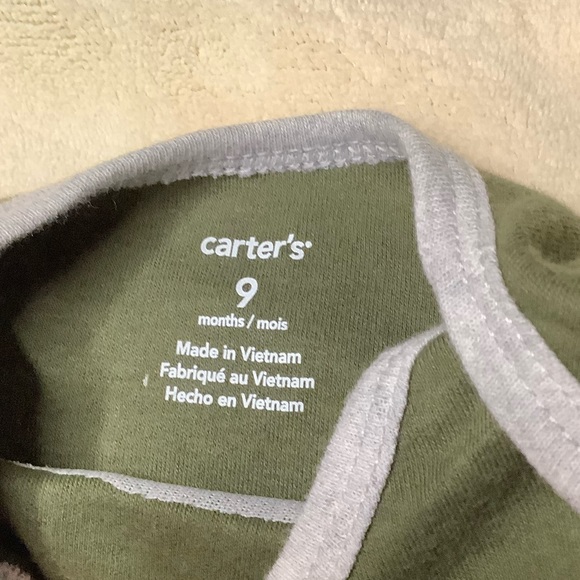 carter's
9
months / mois
Made in Vietnam
Fabriqué au Vietnam
Hecho en Vietnam